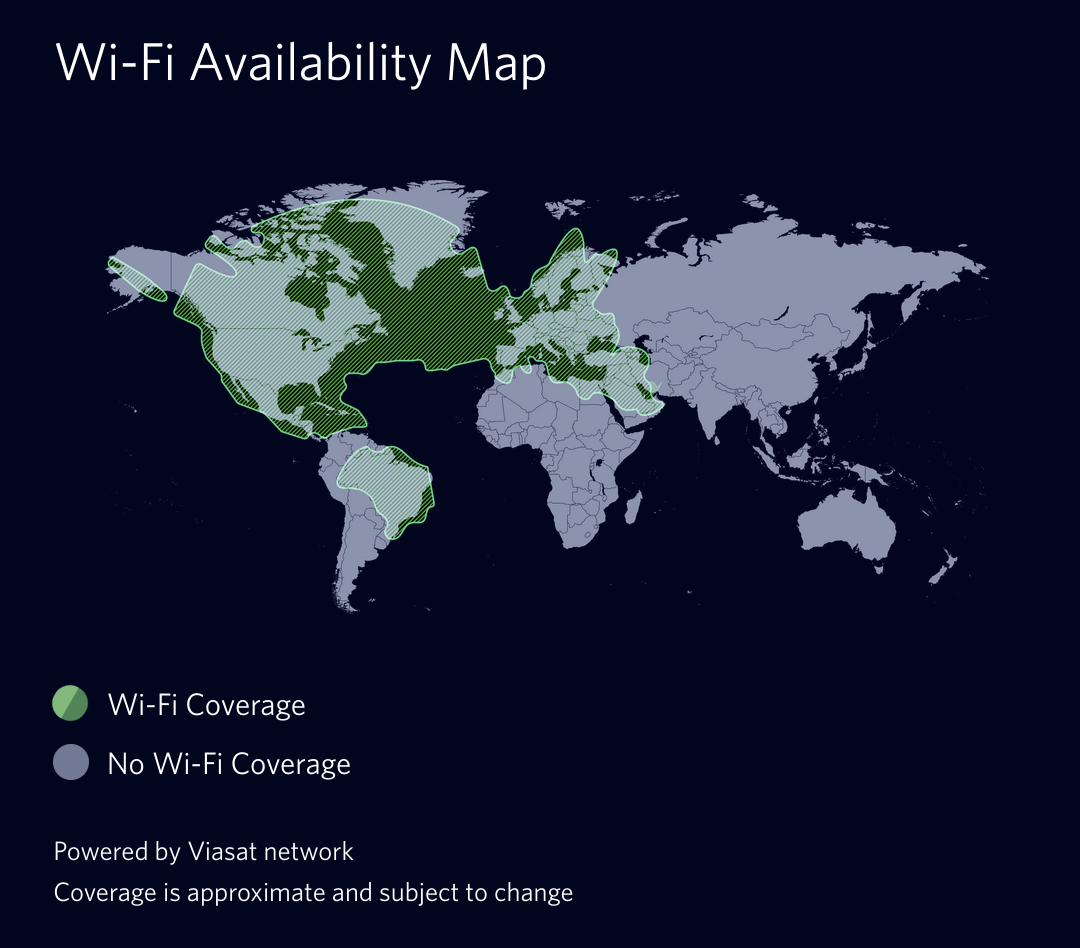 Wi-Fi Availability Map
Wi-Fi Coverage
No Wi-Fi Coverage
Powered by Viasat network
Coverage is approximate and subject to change